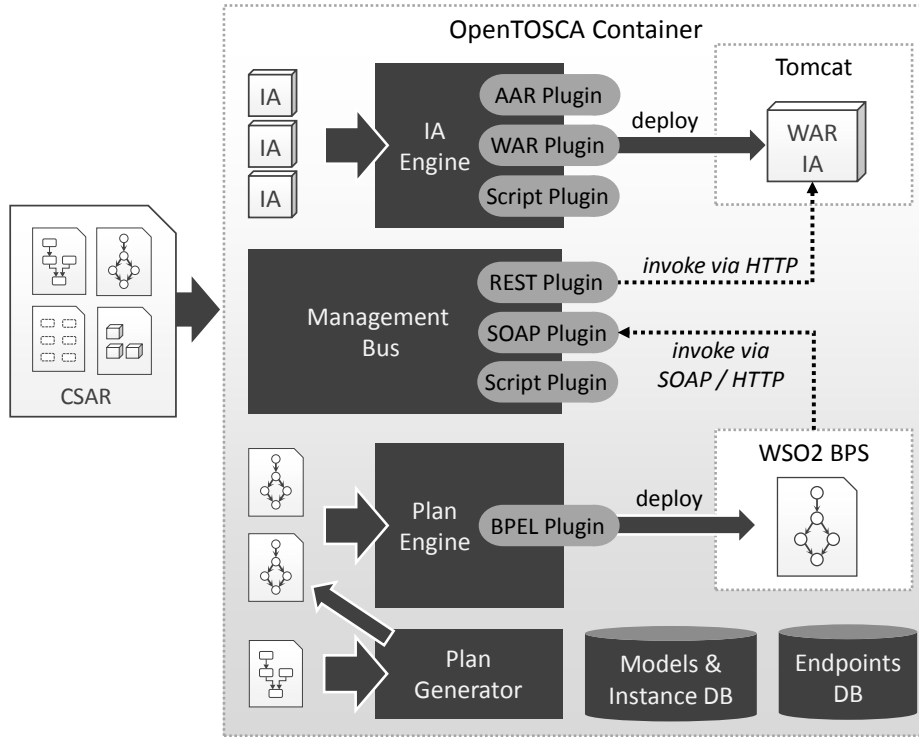 OpenTOSCA Container
IA
IA
IA
IA
Engine
AAR Plugin
WAR Plugin
Script Plugin
deploy
Tomcat
WAR
IA
CSAR
Management
Bus
REST Plugin
SOAP Plugin
Script Plugin
invoke via HTTP
invoke via
SOAP / HTTP
Plan
Engine
BPEL Plugin
deploy
WSO2 BPS
Plan
Generator
Models &
Instance DB
Endpoints
DB